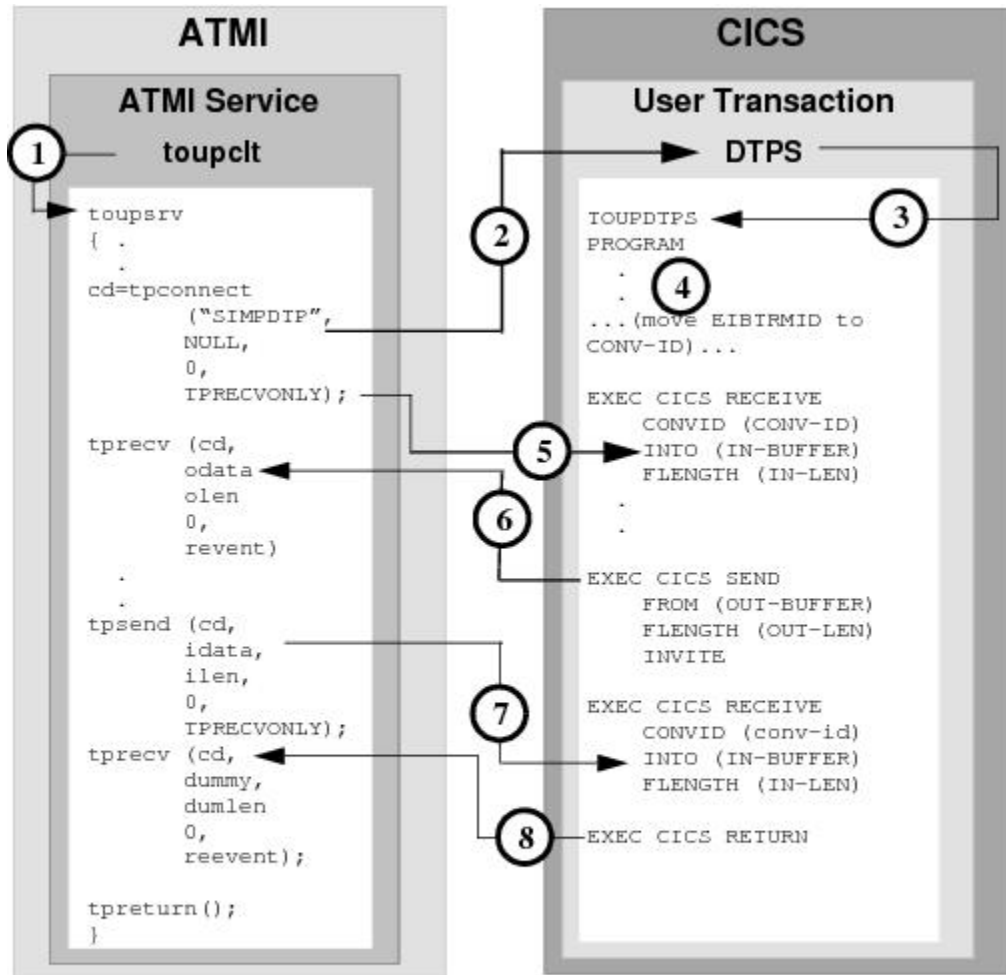 ATMI
ATMI Service
toupclt
1
toupsrv
{ .
.
cd=tpconnect
(“SIMPDTP”,
NULL,
0,
TPRECVONLY);
tprecv (cd,
odata
olen
0,
revent)
.
.
tpsend (cd,
idata,
ilen,
0,
TPRECVONLY);
tprecv (cd,
dummy,
dumlen
0,
reevent);
tpreturn();
}
2
5
6
7
8
CICS
User Transaction
DTPS
3
TOUPDTPS
PROGRAM
.
.
4
...(move EIBTRMID to
CONV-ID)...
EXEC CICS RECEIVE
CONVID (CONV-ID)
INTO (IN-BUFFER)
FLENGTH (IN-LEN)
.
.
EXEC CICS SEND
FROM (OUT-BUFFER)
FLENGTH (OUT-LEN)
INVITE
EXEC CICS RECEIVE
CONVID (conv-id)
INTO (IN-BUFFER)
FLENGTH (IN-LEN)
EXEC CICS RETURN